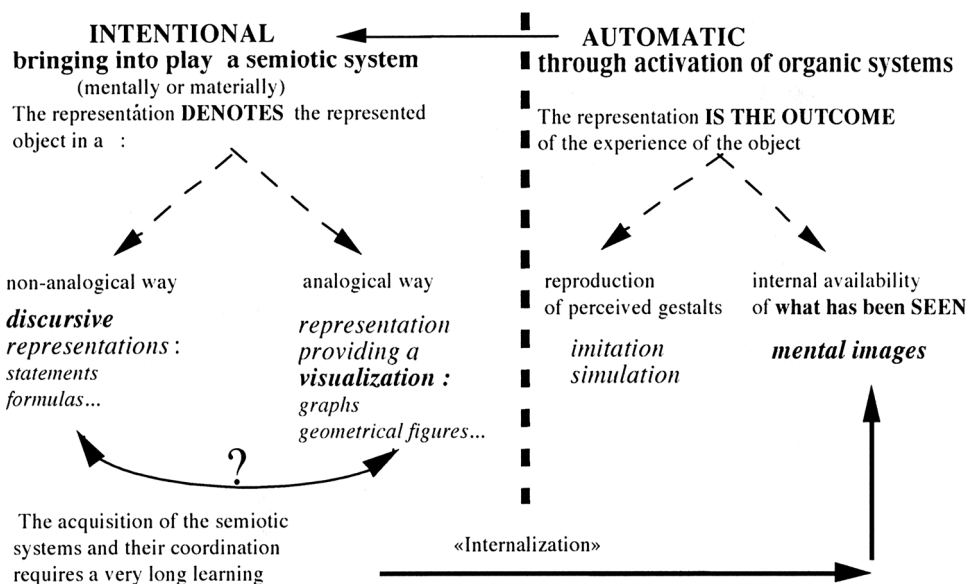 INTENTIONAL
bringing into play a semiotic system
(mentally or materially)
The representátion DENOTES the represented
object in a :
non-analogical way
discursive
representations :
statements
formulas...
analogical way
representation
providing a
visualization :
graphs
geometrical figures...
?
The acquisition of the semiotic
systems and their coordination
requires a very long learning
AUTOMATIC
through activation of organic systems
The representation IS THE OUTCOME
of the experience of the object
reproduction
of perceived gestalts
imitation
simulation
internal availability
of what has been SEEN
mental images
«Internalization»